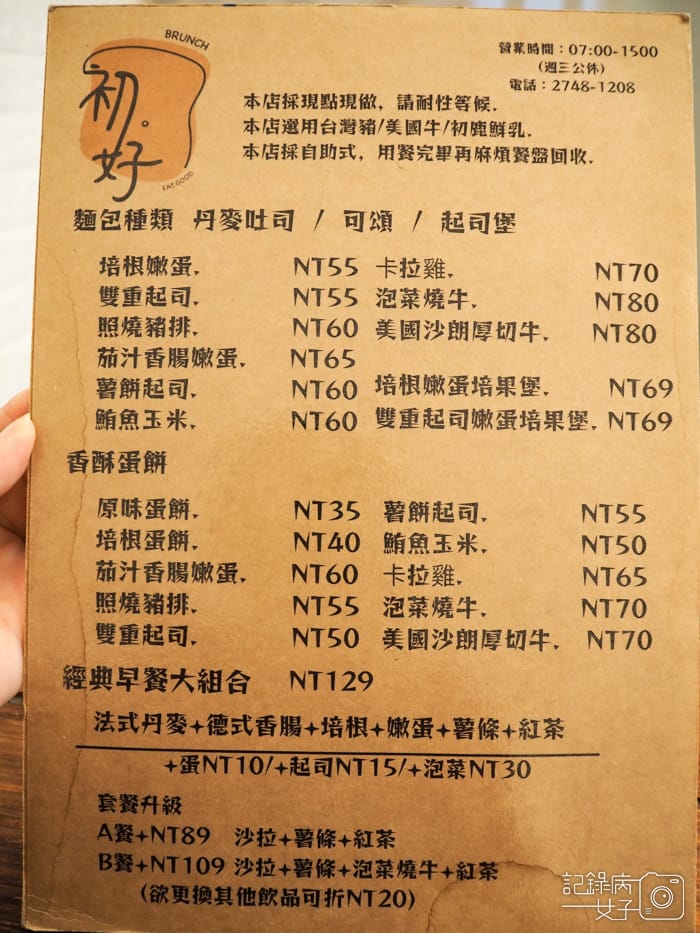 BRUNCH
初。好
EAT.GOOD
營業時間：07:00-1500
(週三公休)
電話：2748-1208
本店採現點現做，請耐性等候.
本店選用台灣豬/美國牛/初鹿鮮乳.
本店採自助式，用餐完畢再麻煩餐盤回收.
麵包種類 丹麥吐司 / 可頌 / 起司堡
培根嫩蛋. NT55 卡拉雞. NT70
雙重起司. NT55 泡菜燒牛. NT80
照燒豬排. NT60 美國沙朗厚切牛. NT80
茄汁香腸嫩蛋. NT65
薯餅起司. NT60 培根嫩蛋培果堡. NT69
鮪魚玉米. NT60 雙重起司嫩蛋培果堡. NT69
香酥蛋餅
原味蛋餅. NT35 薯餅起司. NT55
培根蛋餅. NT40 鮪魚玉米. NT50
茄汁香腸嫩蛋. NT60 卡拉雞. NT65
照燒豬排. NT55 泡菜燒牛. NT70
雙重起司. NT50 美國沙朗厚切牛. NT70
經典早餐大組合 NT129
法式丹麥+德式香腸+培根+嫩蛋+薯條+紅茶
+蛋NT10/+起司NT15/+泡菜NT30
套餐升級
A餐+NT89 沙拉+薯條+紅茶
B餐+NT109 沙拉+薯條+泡菜燒牛+紅茶
(欲更換其他飲品可折NT20)
記錄病女子